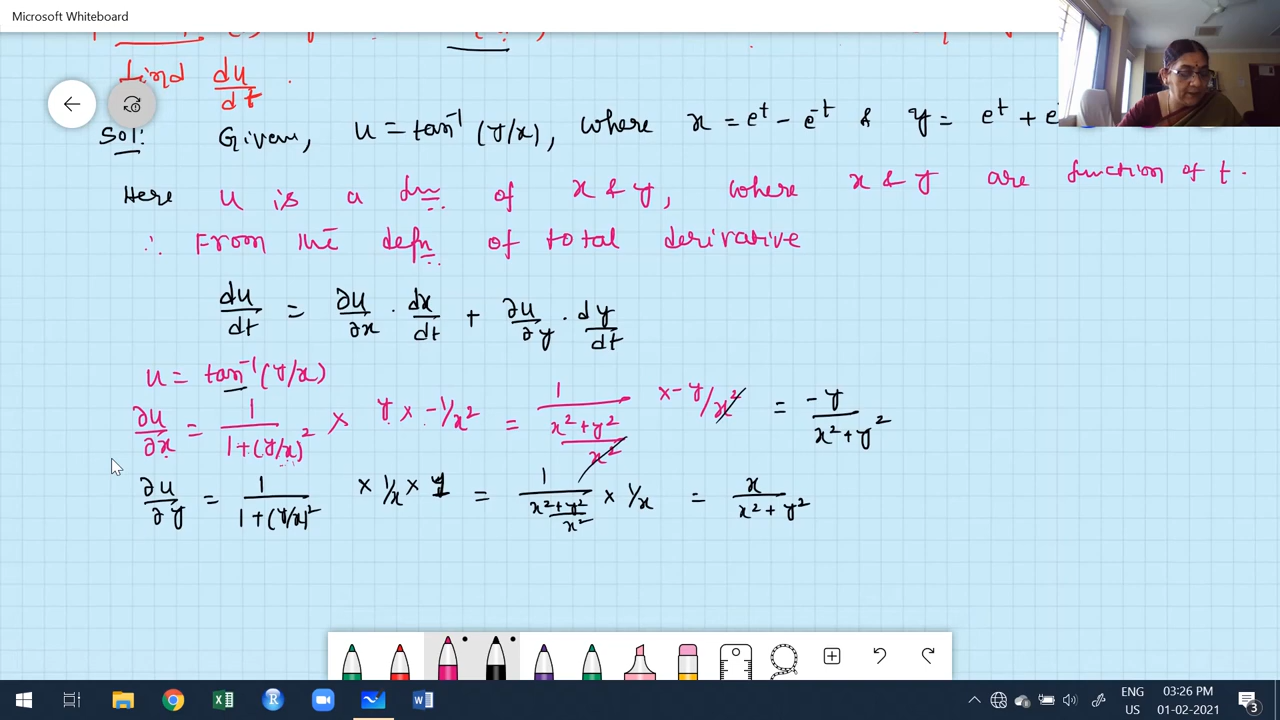 Microsoft Whiteboard
find du/dt .
Sol: Given, u = tan⁻¹ (y/x), where x = eᵗ − e⁻ᵗ & y = eᵗ + e
Here u is a fun of x & y, where x & y are function of t.
∴ From the defn of total derivative
du/dt = ∂u/∂x · dx/dt + ∂u/∂y · dy/dt
u = tan⁻¹(y/x)
∂u/∂x = 1/(1+(y/x)²) × y × −1/x² = 1/((x²+y²)/x²) × −y/x² = −y/(x²+y²)
∂u/∂y = 1/(1+(y/x)²) × 1/x × 1 = 1/((x²+y²)/x²) × 1/x = x/(x²+y²)
ENG
US
03:26 PM
01-02-2021
3